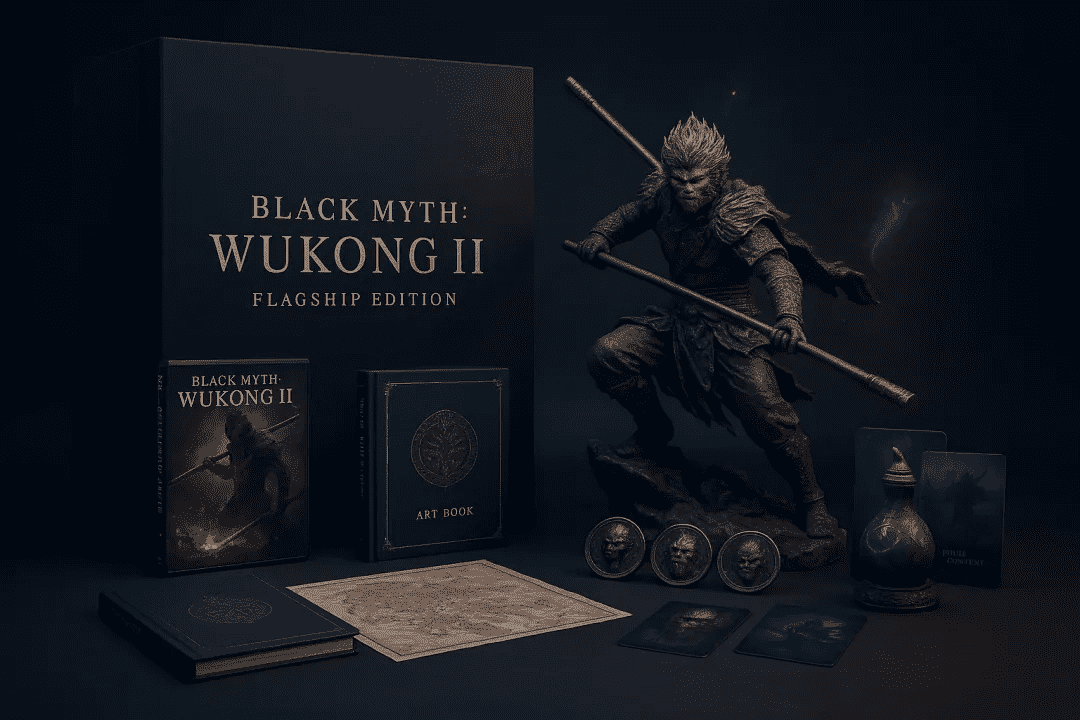 BLACK MYTH:
WUKONG II
FLAGSHIP EDITION
BLACK MYTH:
WUKONG II
ART BOOK